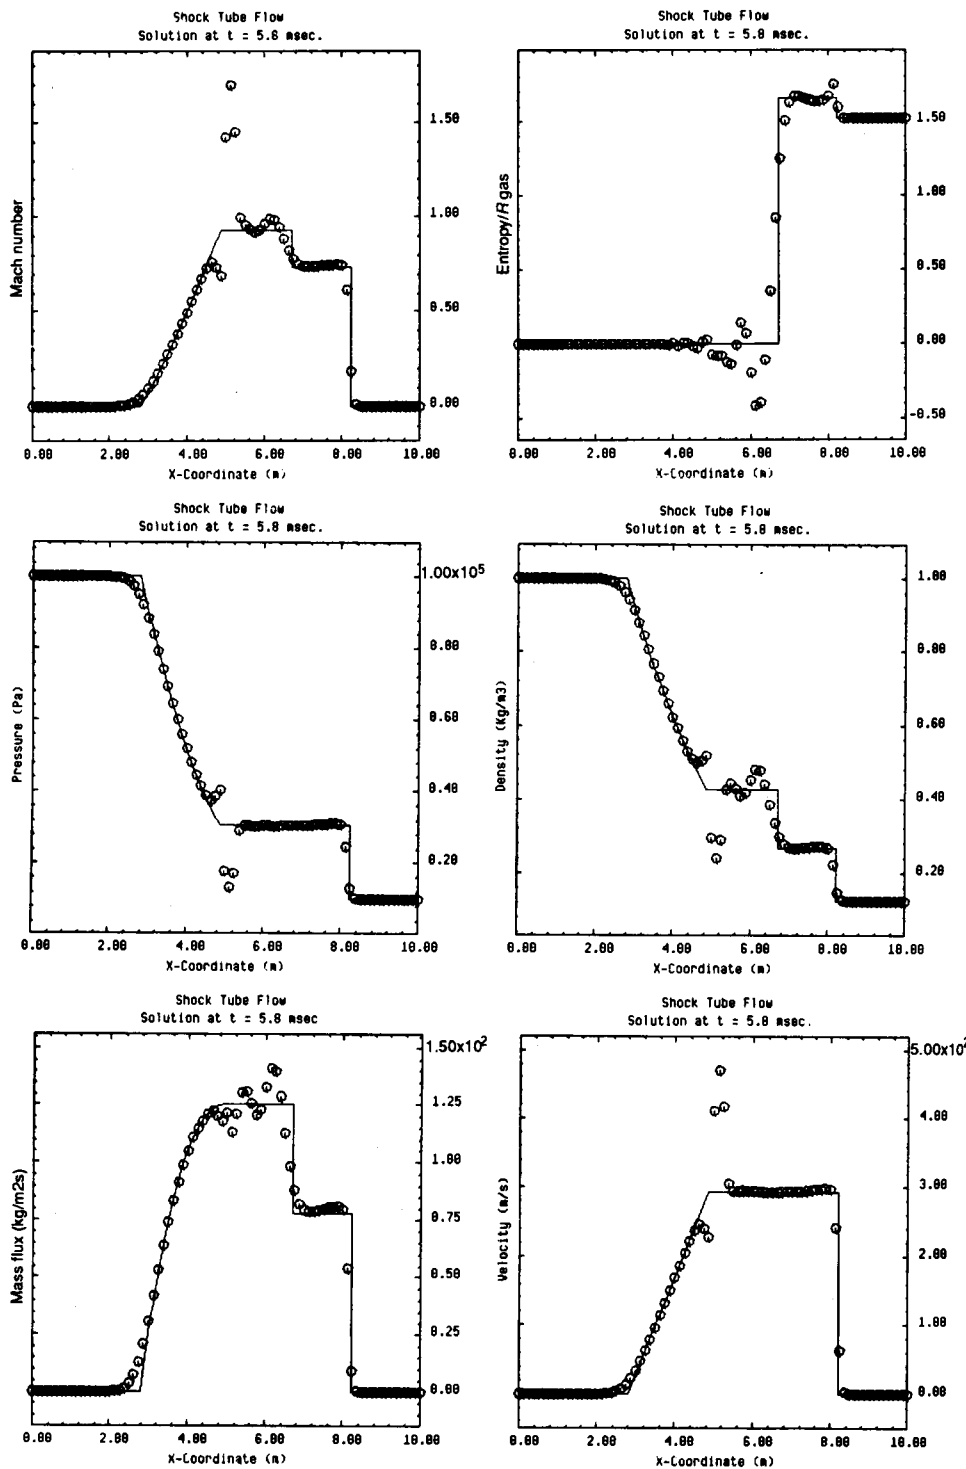 Shock Tube Flow
Solution at t = 5.8 msec.
Mach number
1.50
1.00
0.50
0.00
0.00 2.00 4.00 6.00 8.00 10.00
X-Coordinate (m)
Shock Tube Flow
Solution at t = 5.8 msec.
Entropy/Rgas
1.50
1.00
0.50
0.00
-0.50
0.00 2.00 4.00 6.00 8.00 10.00
X-Coordinate (m)
Shock Tube Flow
Solution at t = 5.8 msec.
Pressure (Pa)
1.00x10⁵
0.80
0.60
0.40
0.20
0.00 2.00 4.00 6.00 8.00 10.00
X-Coordinate (m)
Shock Tube Flow
Solution at t = 5.8 msec.
Density (Kg/m3)
1.00
0.80
0.60
0.40
0.20
0.00 2.00 4.00 6.00 8.00 10.00
X-Coordinate (m)
Shock Tube Flow
Solution at t = 5.8 msec
Mass flux (kg/m2s)
1.50x10²
1.25
1.00
0.75
0.50
0.25
0.00
0.00 2.00 4.00 6.00 8.00 10.00
X-Coordinate (m)
Shock Tube Flow
Solution at t = 5.8 msec.
Velocity (m/s)
5.00x10²
4.00
3.00
2.00
1.00
0.00
0.00 2.00 4.00 6.00 8.00 10.00
X-Coordinate (m)